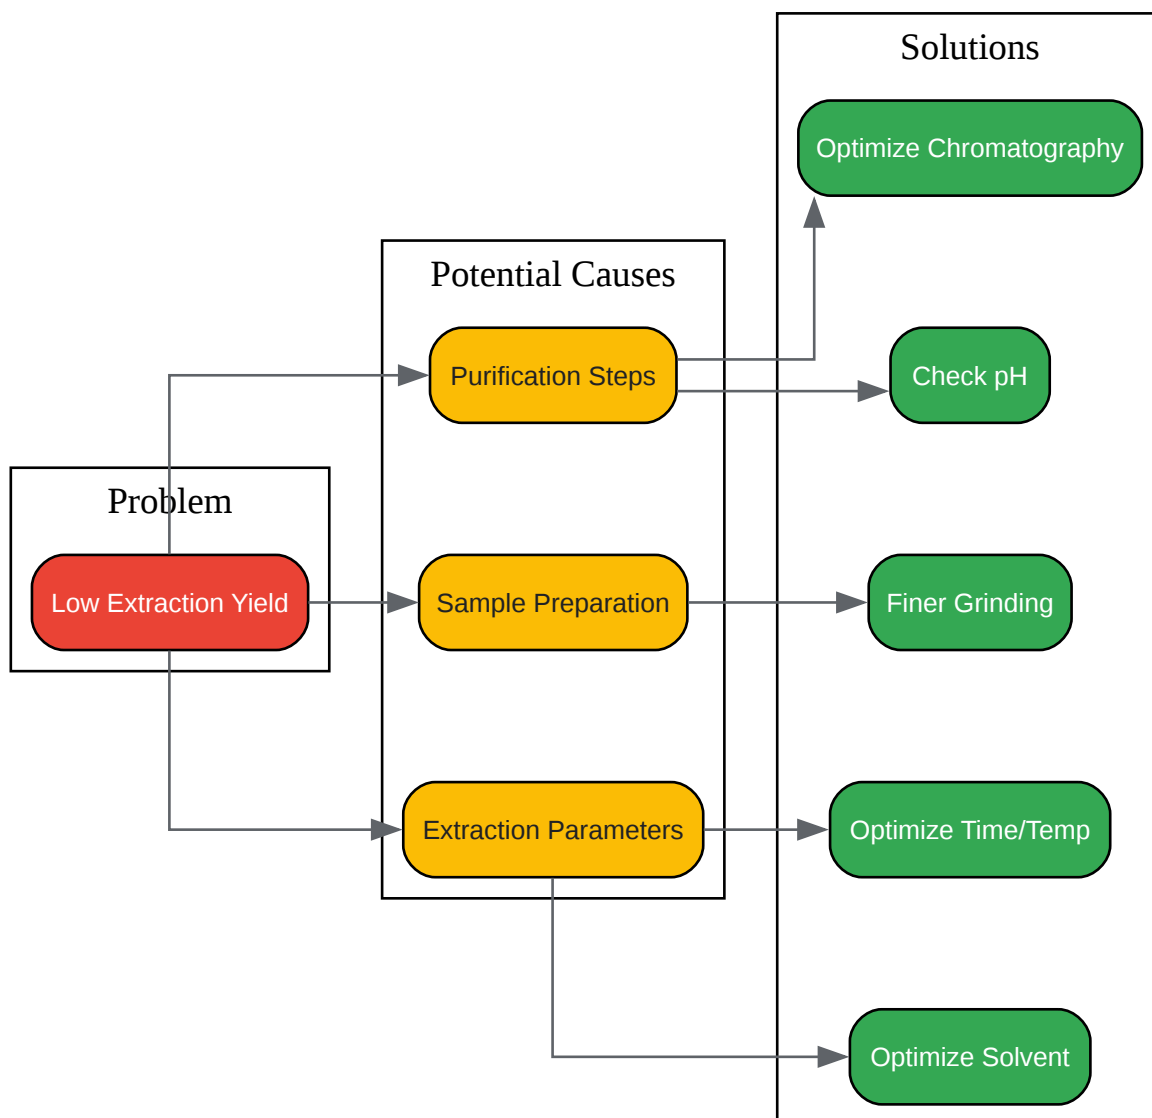 Solutions
Optimize Chromatography
Potential Causes
Purification Steps
Check pH
Problem
Low Extraction Yield
Sample Preparation
Finer Grinding
Extraction Parameters
Optimize Time/Temp
Optimize Solvent